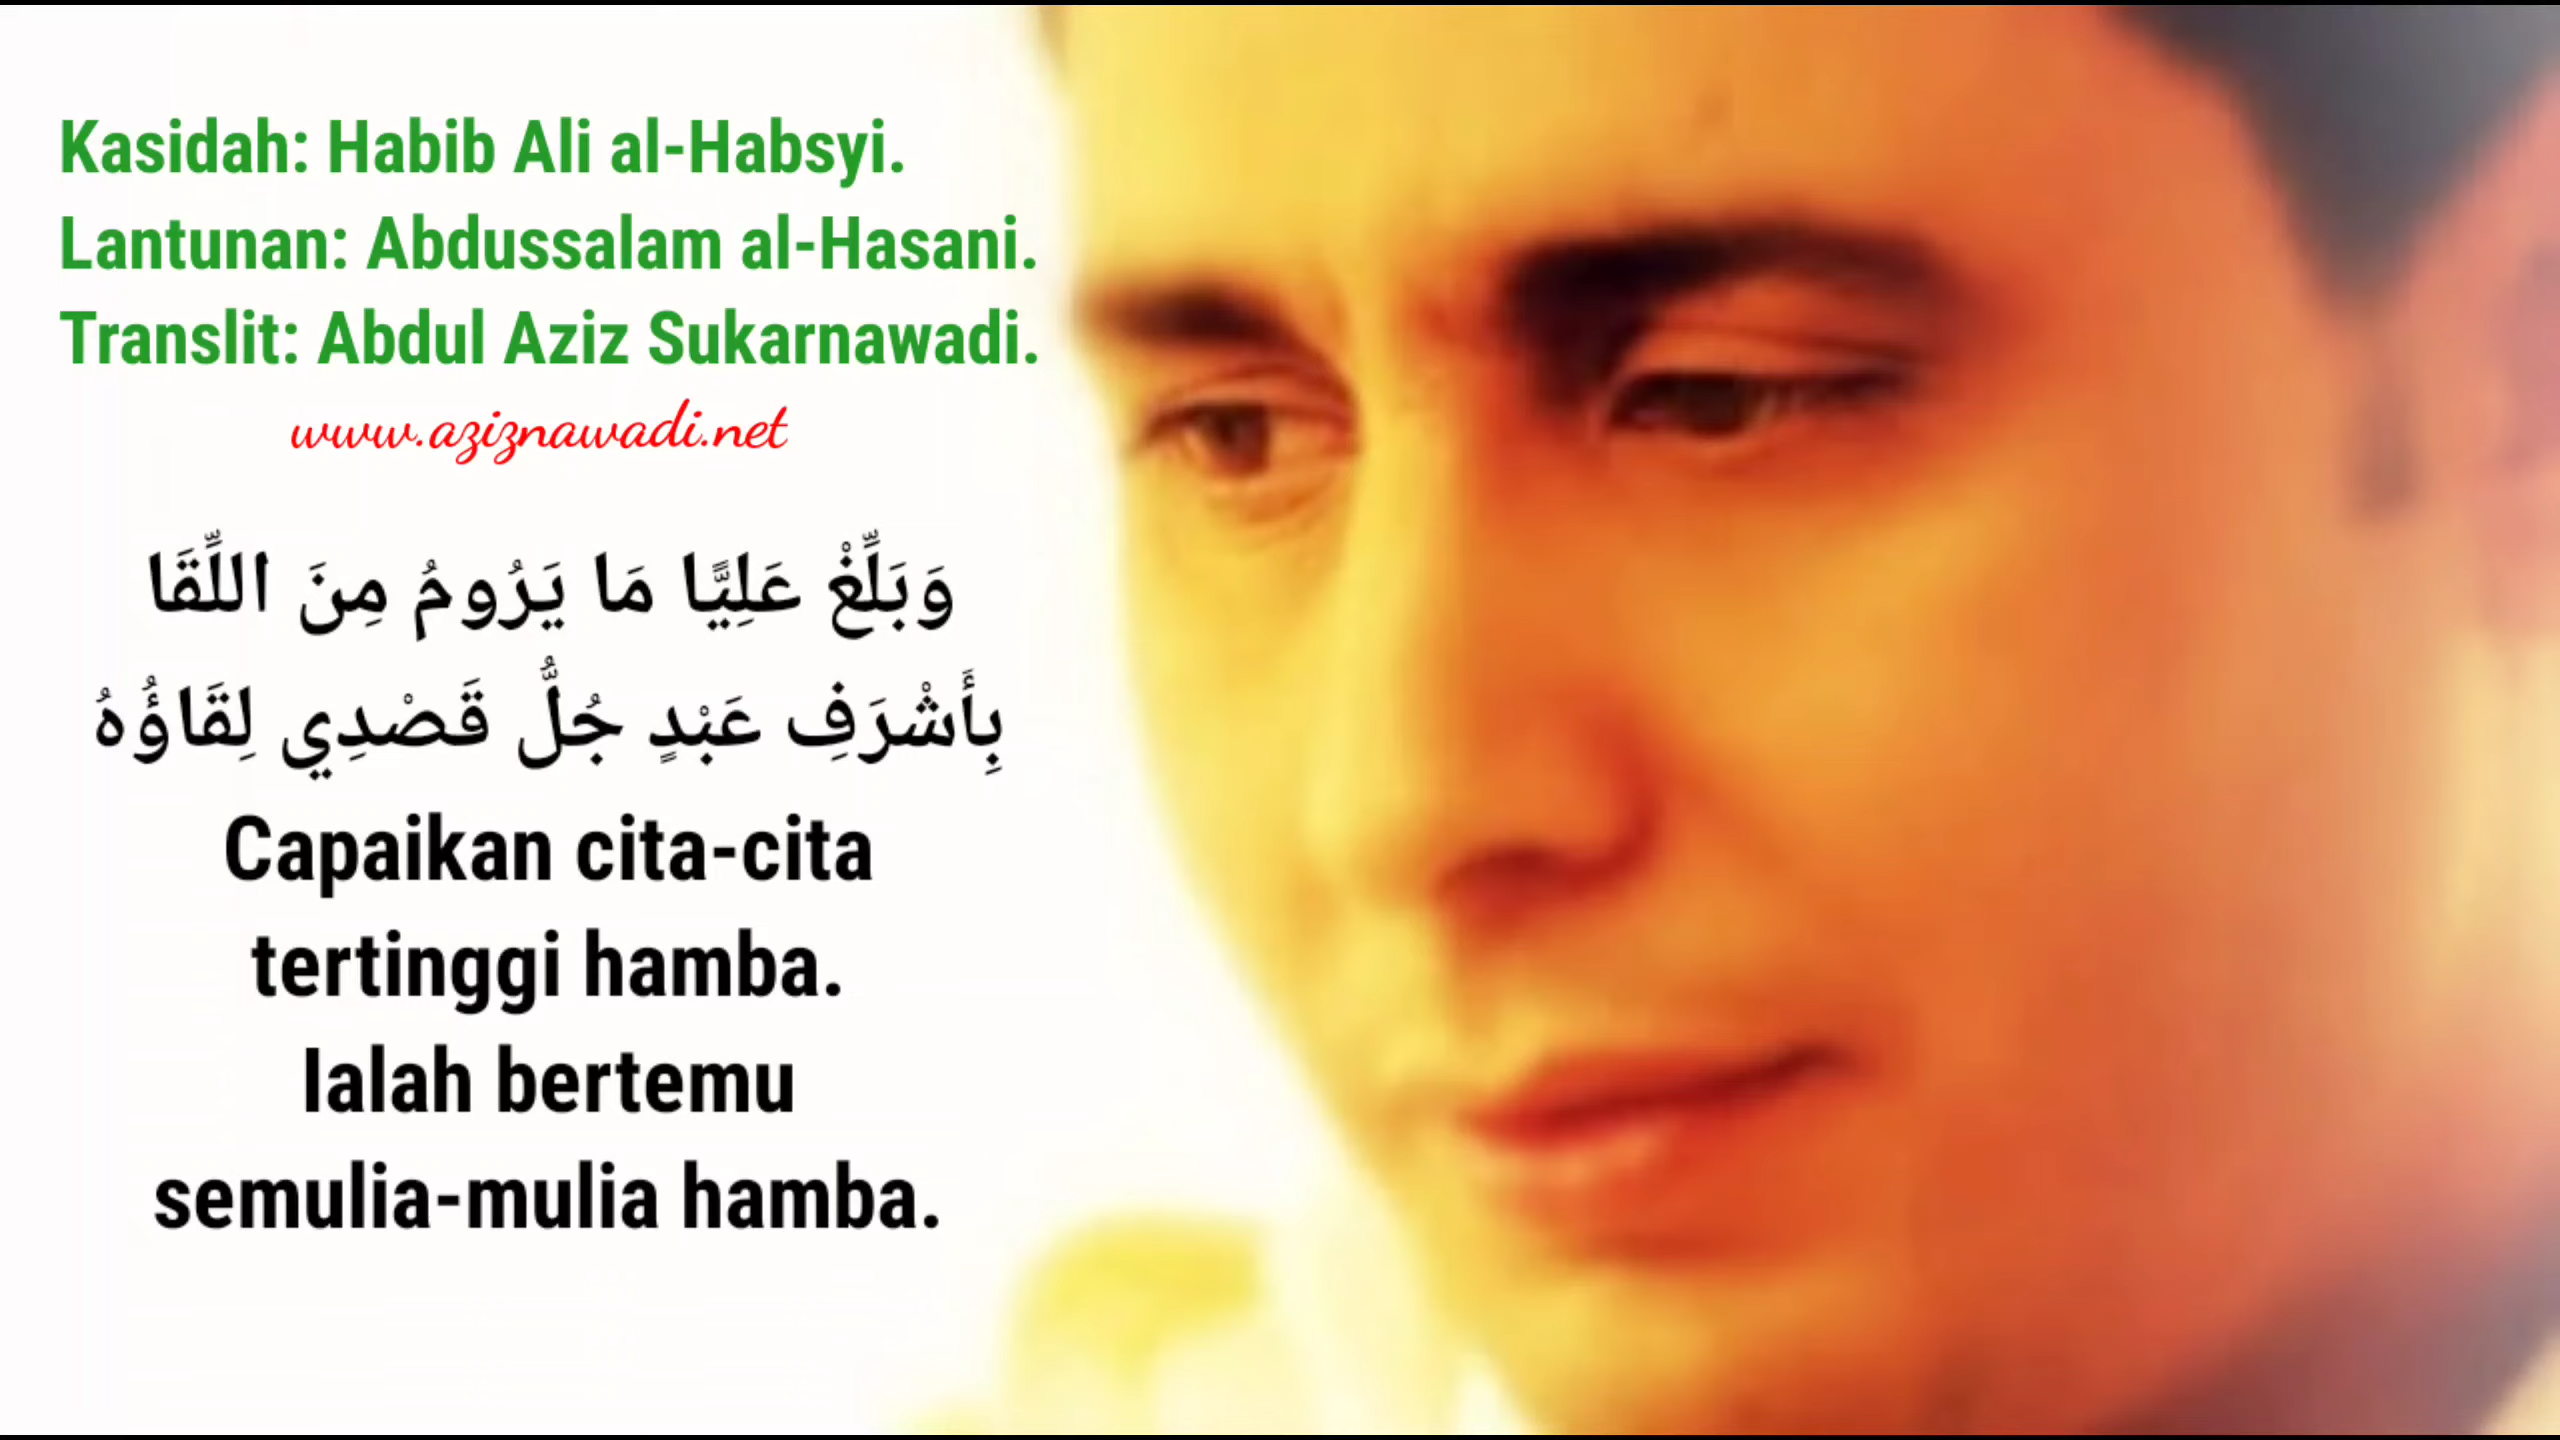 Kasidah: Habib Ali al-Habsyi.
Lantunan: Abdussalam al-Hasani.
Translit: Abdul Aziz Sukarnawadi.
www.aziznawadi.net
وَبَلِّغْ عَلِيًّا مَا يَرُومُ مِنَ اللِّقَا
بِأَشْرَفِ عَبْدٍ جُلُّ قَصْدِي لِقَاؤُهُ
Capaikan cita-cita
tertinggi hamba.
Ialah bertemu
semulia-mulia hamba.